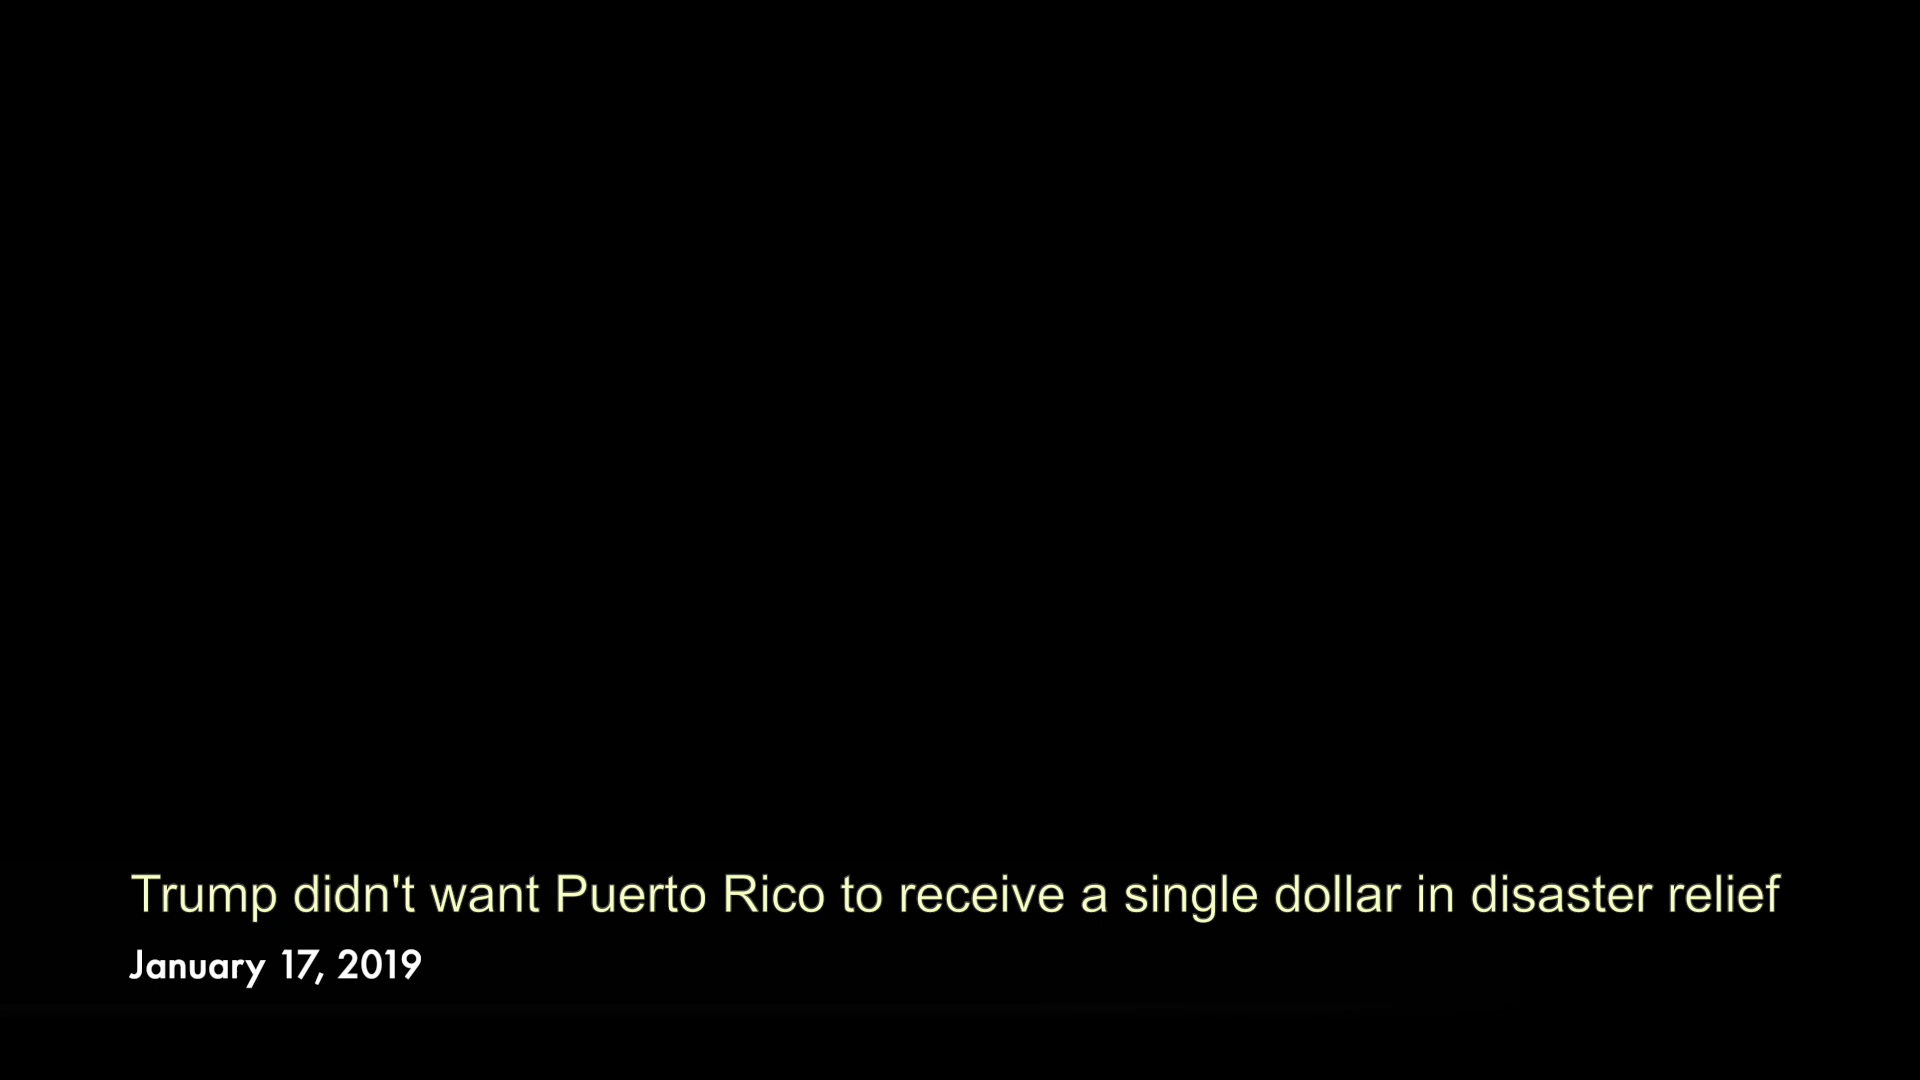 Trump didn't want Puerto Rico to receive a single dollar in disaster relief
January 17, 2019